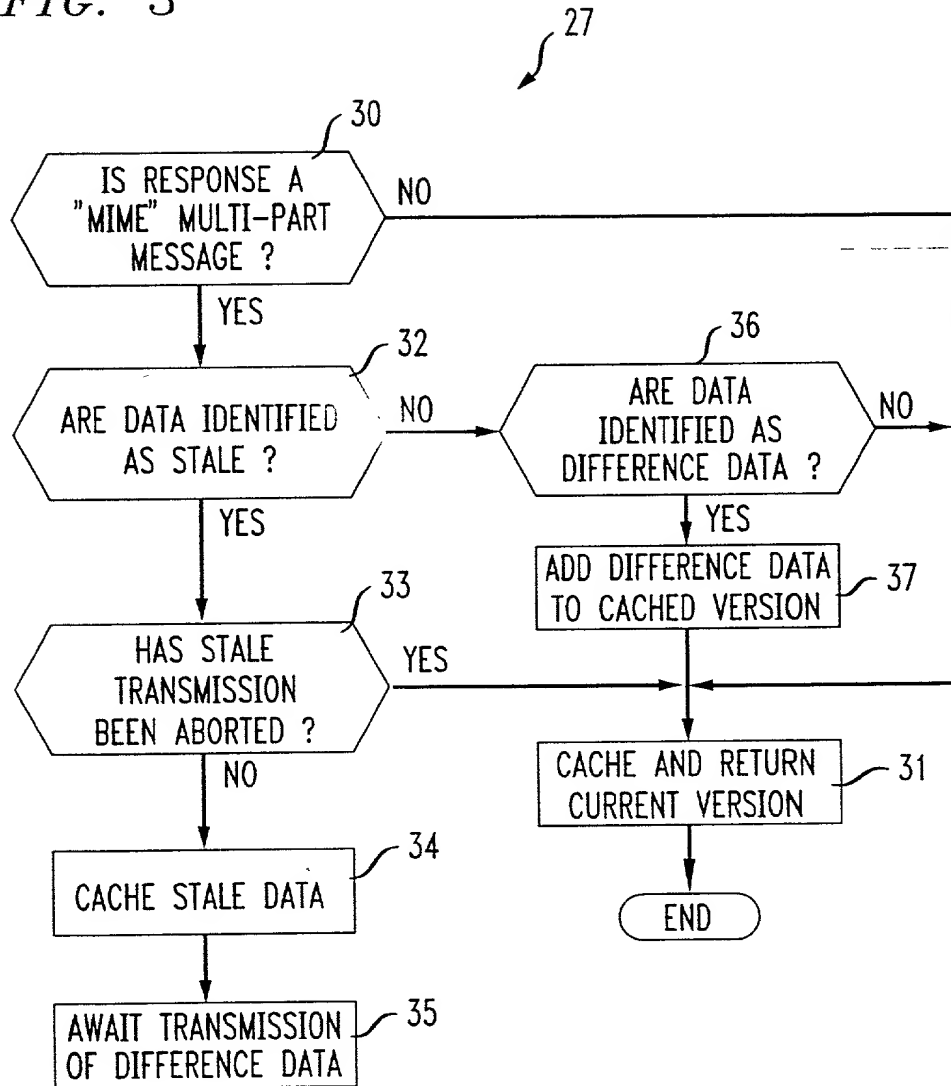 FIG. 3
27
30
IS RESPONSE A
"MIME" MULTI-PART
MESSAGE ?
NO
YES
32
ARE DATA IDENTIFIED
AS STALE ?
NO
YES
36
ARE DATA
IDENTIFIED AS
DIFFERENCE DATA ?
NO
YES
ADD DIFFERENCE DATA
TO CACHED VERSION
37
33
HAS STALE
TRANSMISSION
BEEN ABORTED ?
YES
NO
CACHE AND RETURN
CURRENT VERSION
31
END
34
CACHE STALE DATA
AWAIT TRANSMISSION
OF DIFFERENCE DATA
35